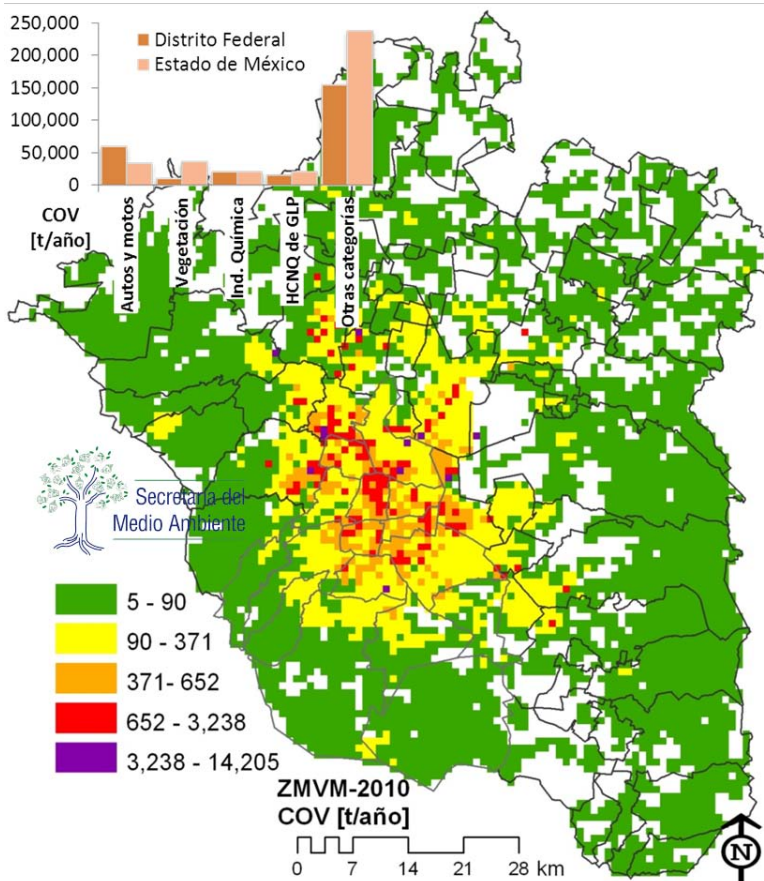 250,000
200,000
150,000
100,000
50,000
0
Distrito Federal
Estado de México
COV
[t/año]
Autos y motos
Vegetación
Ind. Química
HCNQ de GLP
Otras categorías
Secretaría del
Medio Ambiente
5 - 90
90 - 371
371- 652
652 - 3,238
3,238 - 14,205
ZMVM-2010
COV [t/año]
0 7 14 21 28 km
N